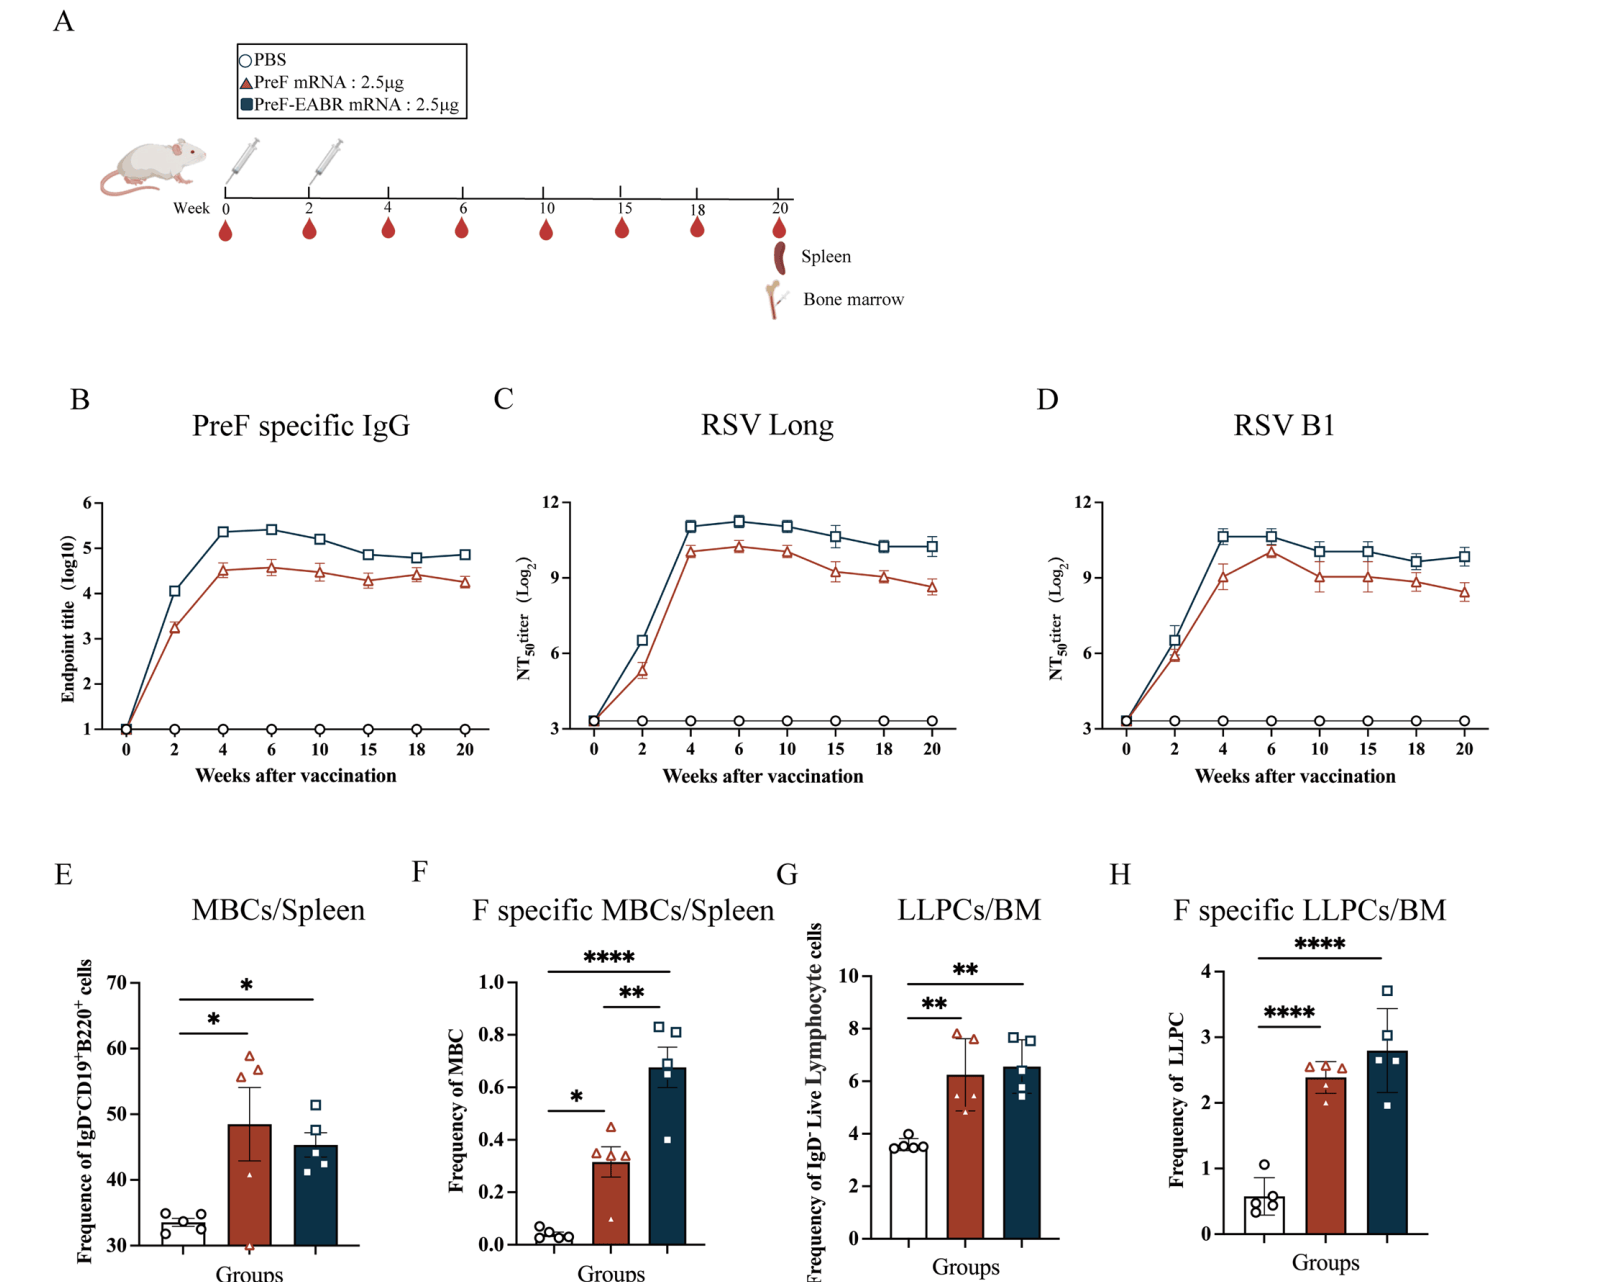 A
PBS
PreF mRNA : 2.5μg
PreF-EABR mRNA : 2.5μg
Week 0 2 4 6 10 15 18 20
Spleen
Bone marrow
B
PreF specific IgG
Endpoint title (log10)
6
5
4
3
2
1
0 2 4 6 10 15 18 20
Weeks after vaccination
C
RSV Long
NT50 titer (Log2)
12
9
6
3
0 2 4 6 10 15 18 20
Weeks after vaccination
D
RSV B1
NT50 titer (Log2)
12
9
6
3
0 2 4 6 10 15 18 20
Weeks after vaccination
E
MBCs/Spleen
Frequence of IgD-CD19+B220+ cells
70
60
50
40
30
*
*
Groups
F
F specific MBCs/Spleen
Frequency of MBC
1.0
0.8
0.6
0.4
0.2
0.0
****
**
*
Groups
G
LLPCs/BM
Frequency of IgD-Live Lymphocyte cells
10
8
6
4
2
0
**
**
Groups
H
F specific LLPCs/BM
Frequency of LLPC
4
3
2
1
0
****
****
Groups